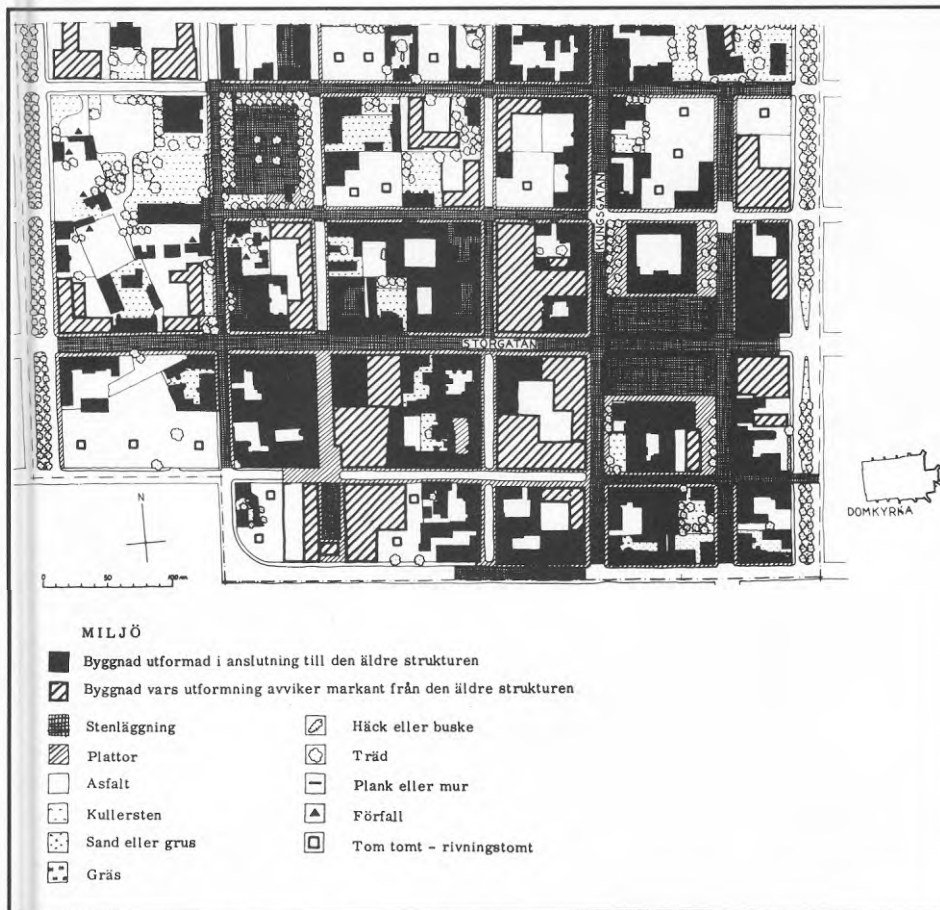 KUNGSGATAN
STORGATAN
DOMKYRKA
N
0 50 100 m
MILJÖ
Byggnad utformad i anslutning till den äldre strukturen
Byggnad vars utformning avviker markant från den äldre strukturen
Stenläggning
Plattor
Asfalt
Kullersten
Sand eller grus
Gräs
Häck eller buske
Träd
Plank eller mur
Förfall
Tom tomt - rivningstomt